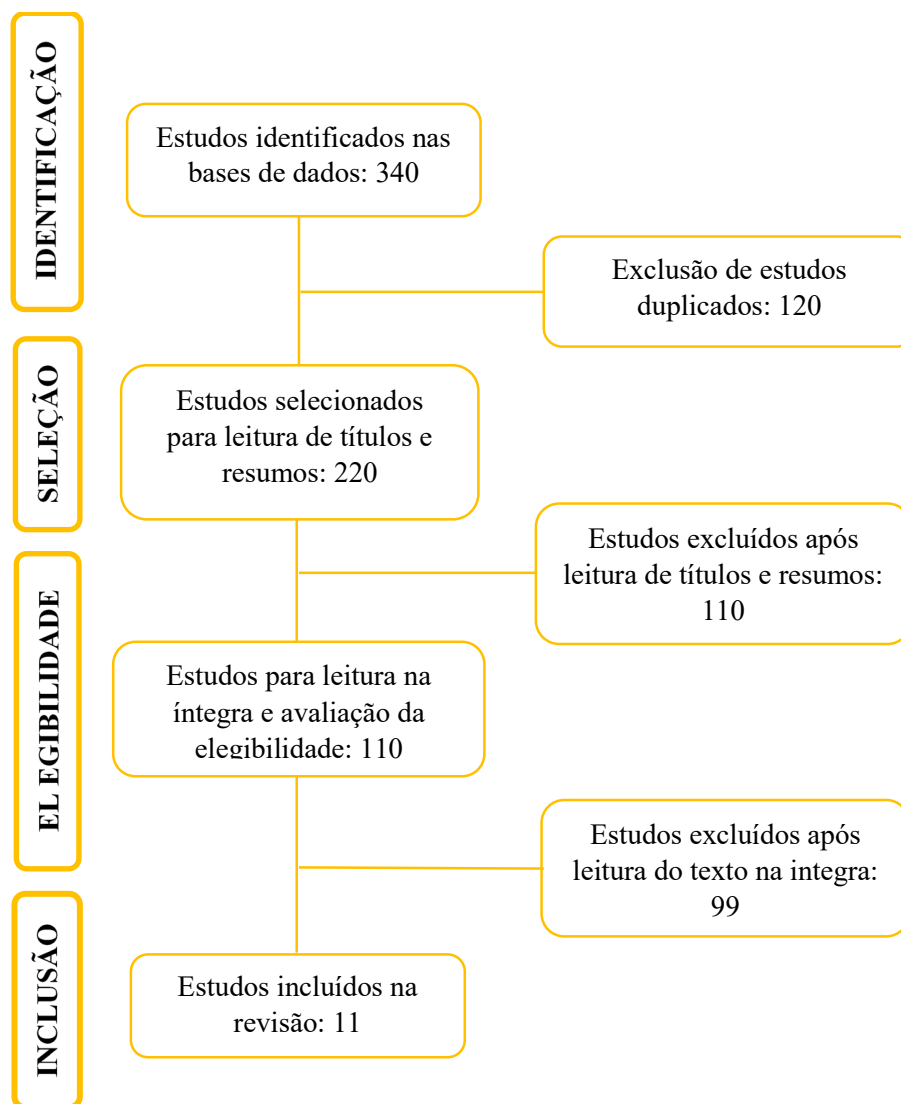 IDENTIFICAÇÃO
Estudos identificados nas
bases de dados: 340
Exclusão de estudos
duplicados: 120
SELEÇÃO
Estudos selecionados
para leitura de títulos e
resumos: 220
Estudos excluídos após
leitura de títulos e resumos:
110
EL EGIBILIDADE
Estudos para leitura na
íntegra e avaliação da
elegibilidade: 110
Estudos excluídos após
leitura do texto na integra:
99
INCLUSÃO
Estudos incluídos na
revisão: 11